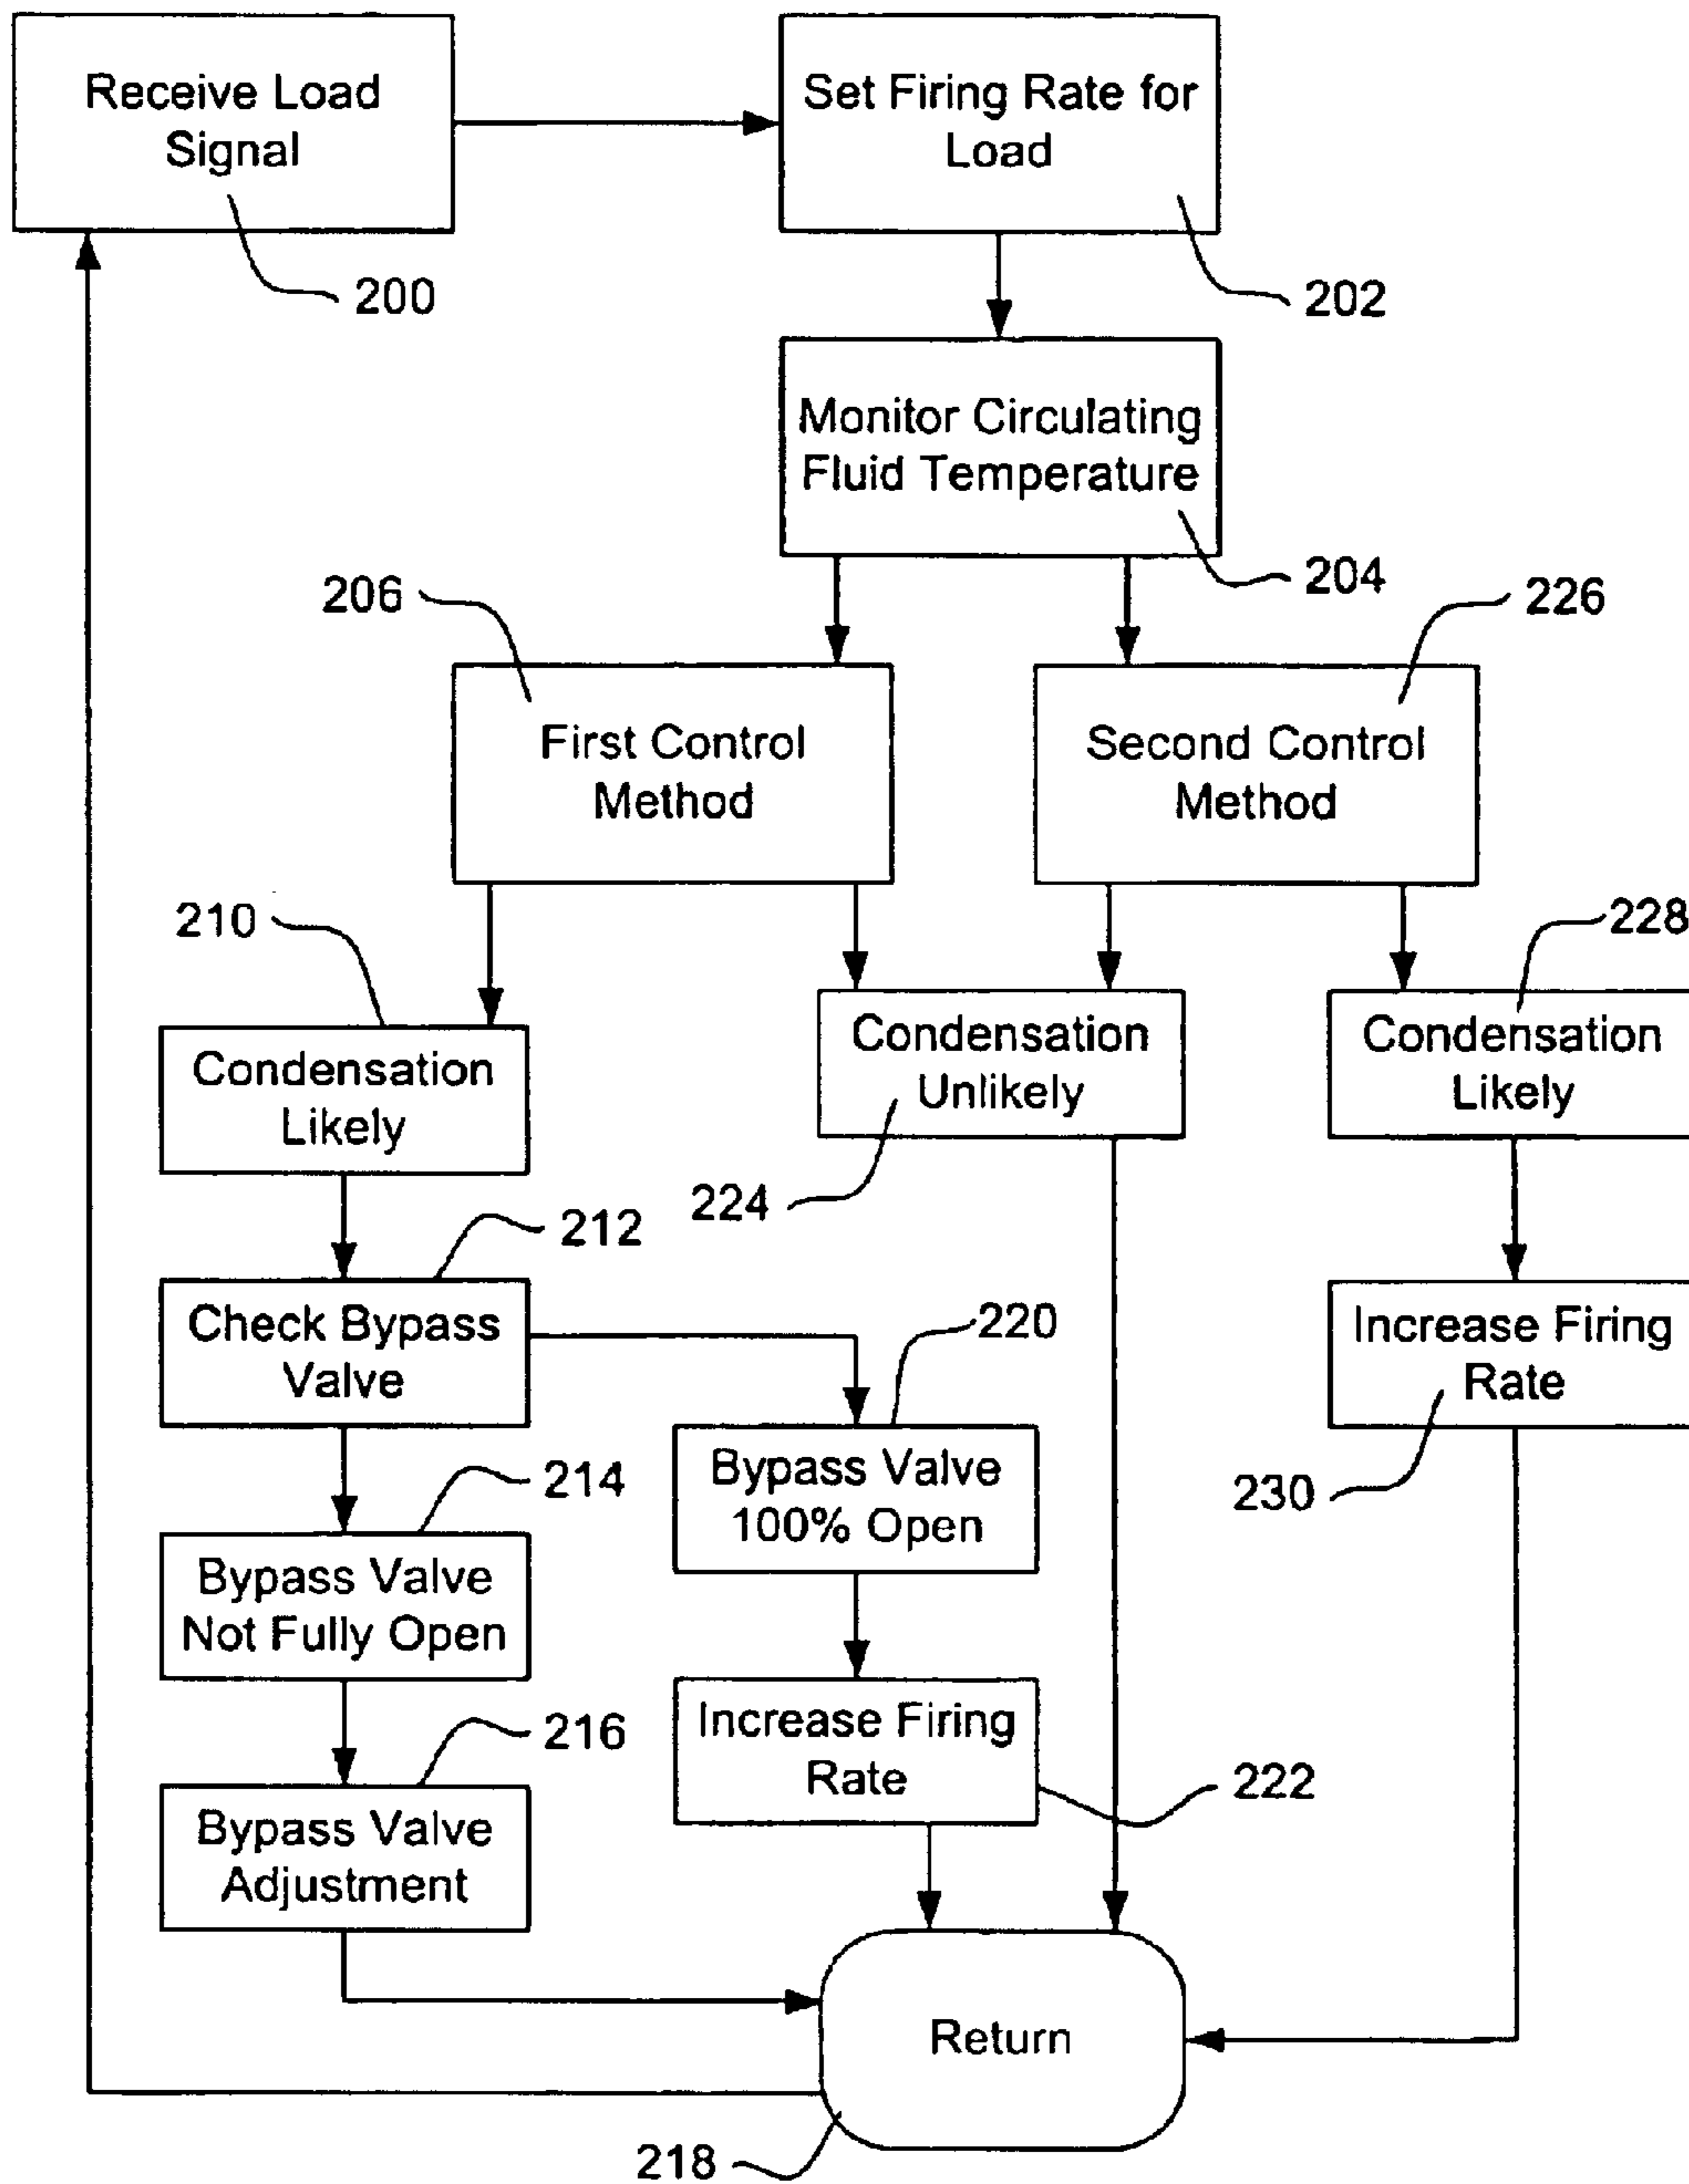 Receive Load
Signal
200
Set Firing Rate for
Load
202
Monitor Circulating
Fluid Temperature
204
206
226
First Control
Method
Second Control
Method
210
228
Condensation
Likely
Condensation
Unlikely
Condensation
Likely
224
212
Check Bypass
Valve
220
Increase Firing
Rate
230
214
Bypass Valve
100% Open
Bypass Valve
Not Fully Open
216
Increase Firing
Rate
222
Bypass Valve
Adjustment
Return
218